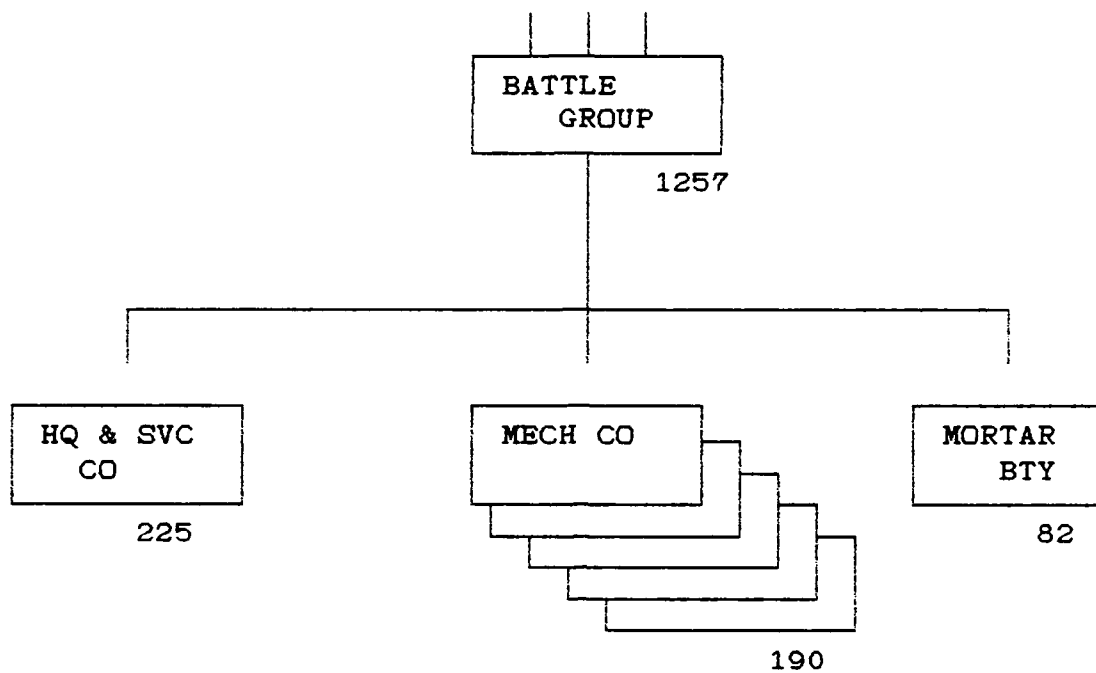 BATTLE
GROUP
1257
HQ & SVC
CO
225
MECH CO
190
MORTAR
BTY
82